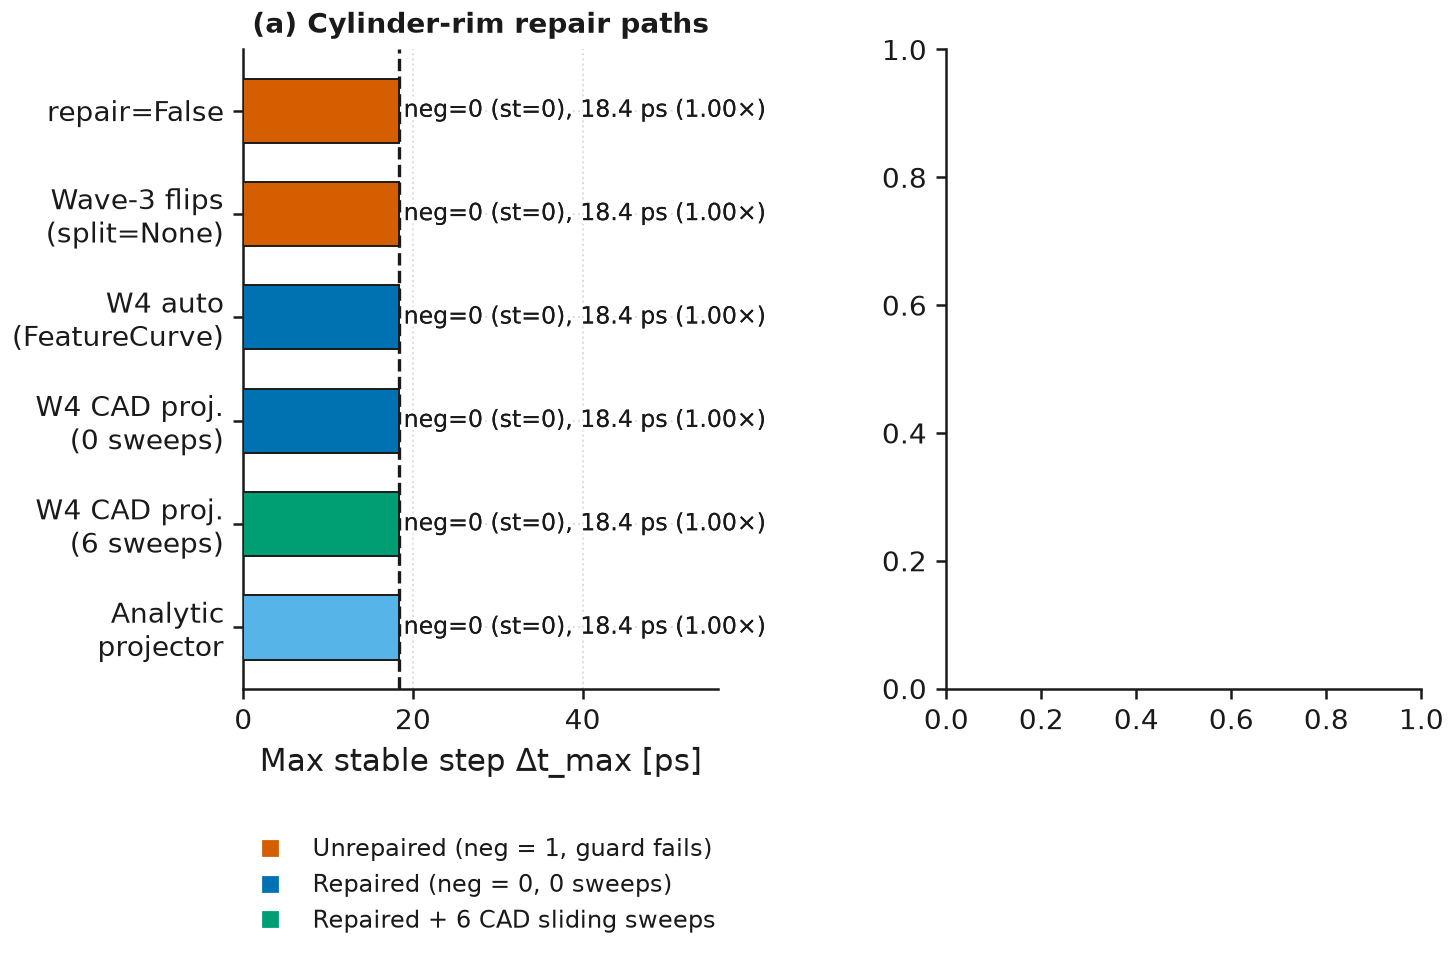 (a) Cylinder-rim repair paths
repair=False
neg=0 (st=0), 18.4 ps (1.00×)
Wave-3 flips
(split=None)
neg=0 (st=0), 18.4 ps (1.00×)
W4 auto
(FeatureCurve)
neg=0 (st=0), 18.4 ps (1.00×)
W4 CAD proj.
(0 sweeps)
neg=0 (st=0), 18.4 ps (1.00×)
W4 CAD proj.
(6 sweeps)
neg=0 (st=0), 18.4 ps (1.00×)
Analytic
projector
neg=0 (st=0), 18.4 ps (1.00×)
0 20 40
Max stable step Δt_max [ps]
Unrepaired (neg = 1, guard fails)
Repaired (neg = 0, 0 sweeps)
Repaired + 6 CAD sliding sweeps
1.0
0.8
0.6
0.4
0.2
0.0
0.0 0.2 0.4 0.6 0.8 1.0